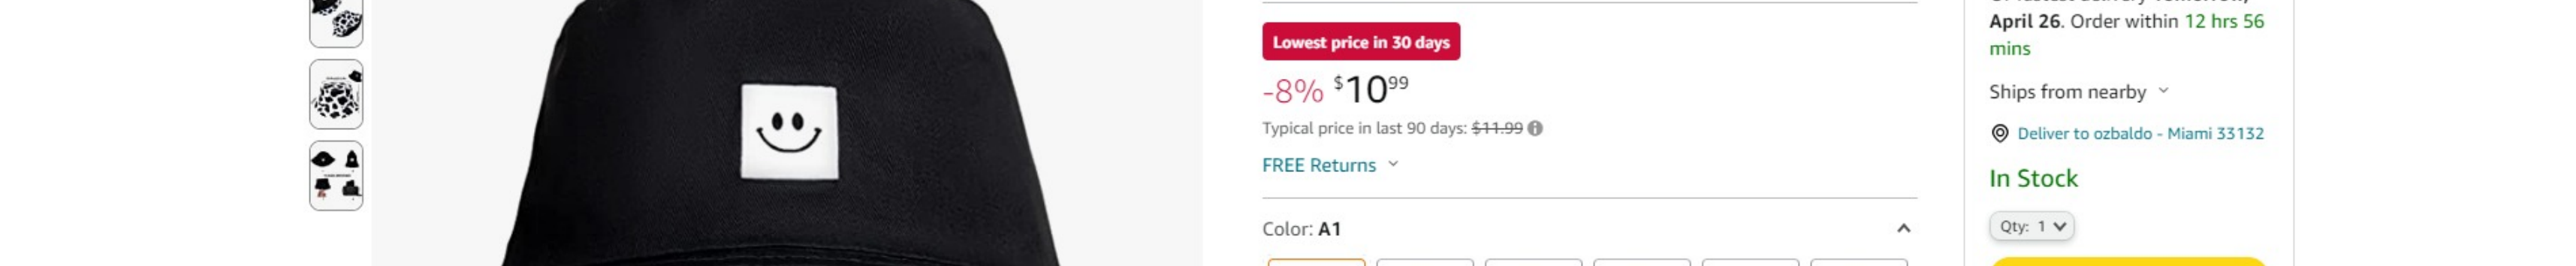 Lowest price in 30 days
-8% $10 99
Typical price in last 90 days: $11.99
FREE Returns
Color: A1
April 26. Order within 12 hrs 56
mins
Ships from nearby
Deliver to ozbaldo - Miami 33132
In Stock
Qty: 1